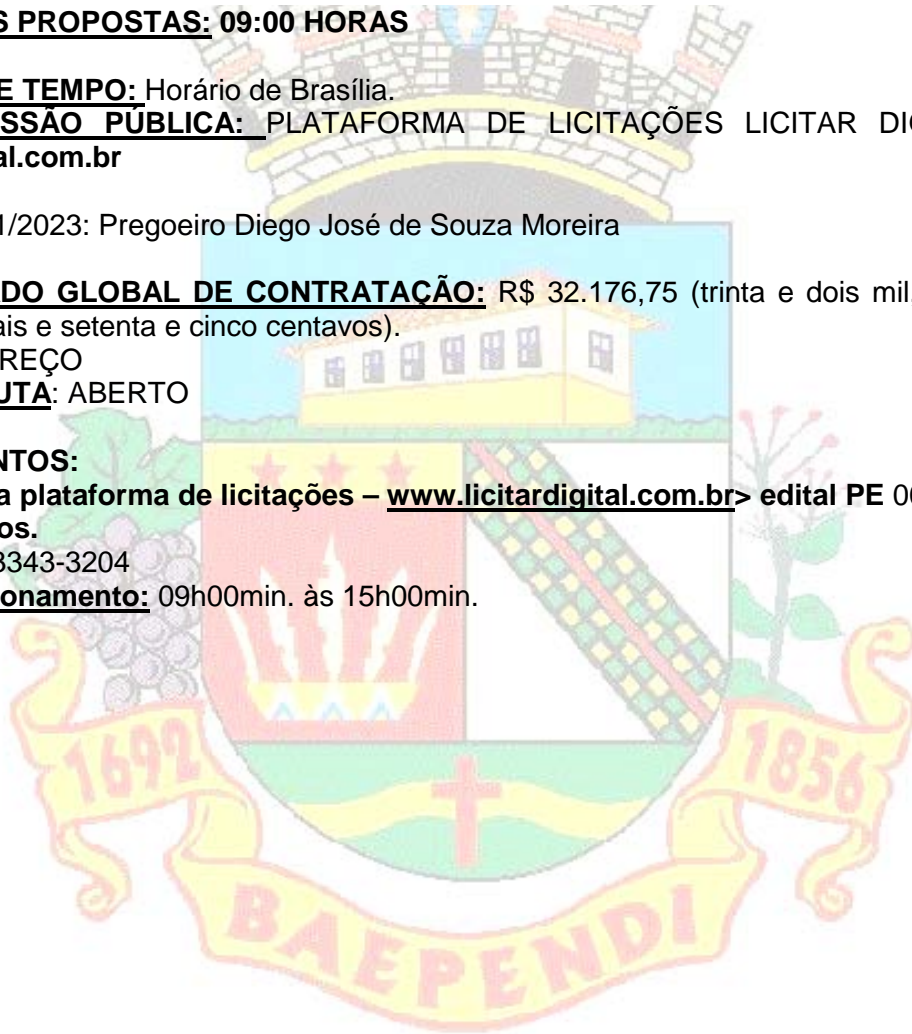 S PROPOSTAS: 09:00 HORAS
E TEMPO: Horário de Brasília.
SSÃO PÚBLICA: PLATAFORMA DE LICITAÇÕES LICITAR DI
al.com.br
1/2023: Pregoeiro Diego José de Souza Moreira
DO GLOBAL DE CONTRATAÇÃO: R$ 32.176,75 (trinta e dois mil
ais e setenta e cinco centavos).
REÇO
UTA: ABERTO
NTOS:
a plataforma de licitações – www.licitardigital.com.br> edital PE 0
os.
3343-3204
onamento: 09h00min. às 15h00min.
1692
1856
BAEPENDI